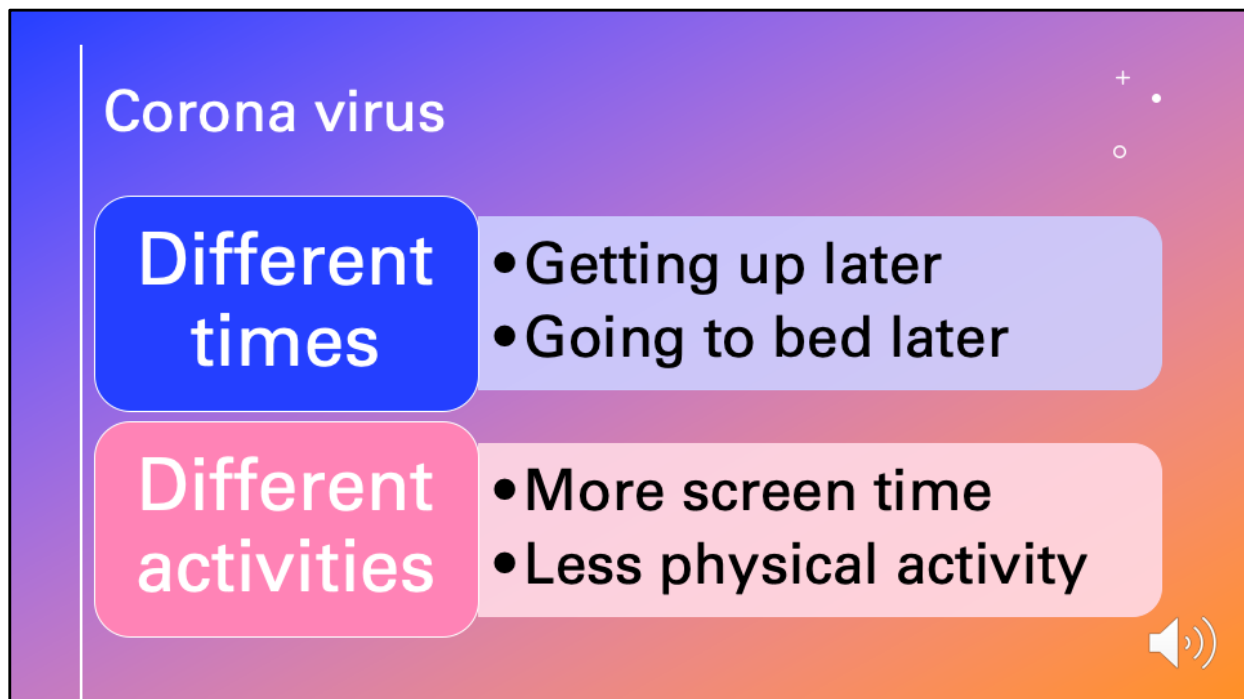 Corona virus
Different
times
•Getting up later
•Going to bed later
Different
activities
•More screen time
•Less physical activity